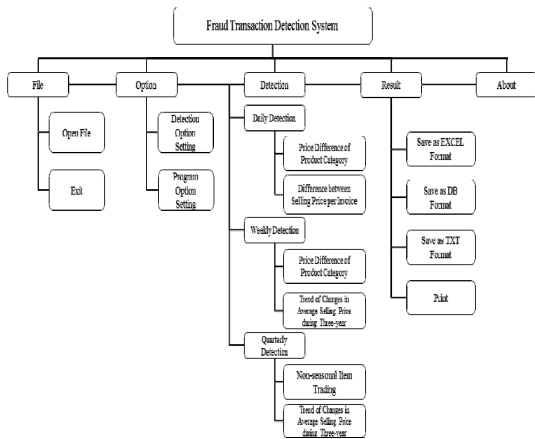 Fraud Transaction Detection System
File
Option
Detection
Result
About
Open File
Exit
Detection
Option
Setting
Program
Option
Setting
Daily Detection
Price Difference of
Product Category
Difference between
Selling Price per Invoice
Weekly Detection
Price Difference of
Product Category
Trend of Changes in
Average Selling Price
during Three-year
Quarterly
Detection
Non-seasonal Item
Trading
Trend of Changes in
Average Selling Price
during Three-year
Save as EXCEL
Format
Save as DB
Format
Save as TXT
Format
Print